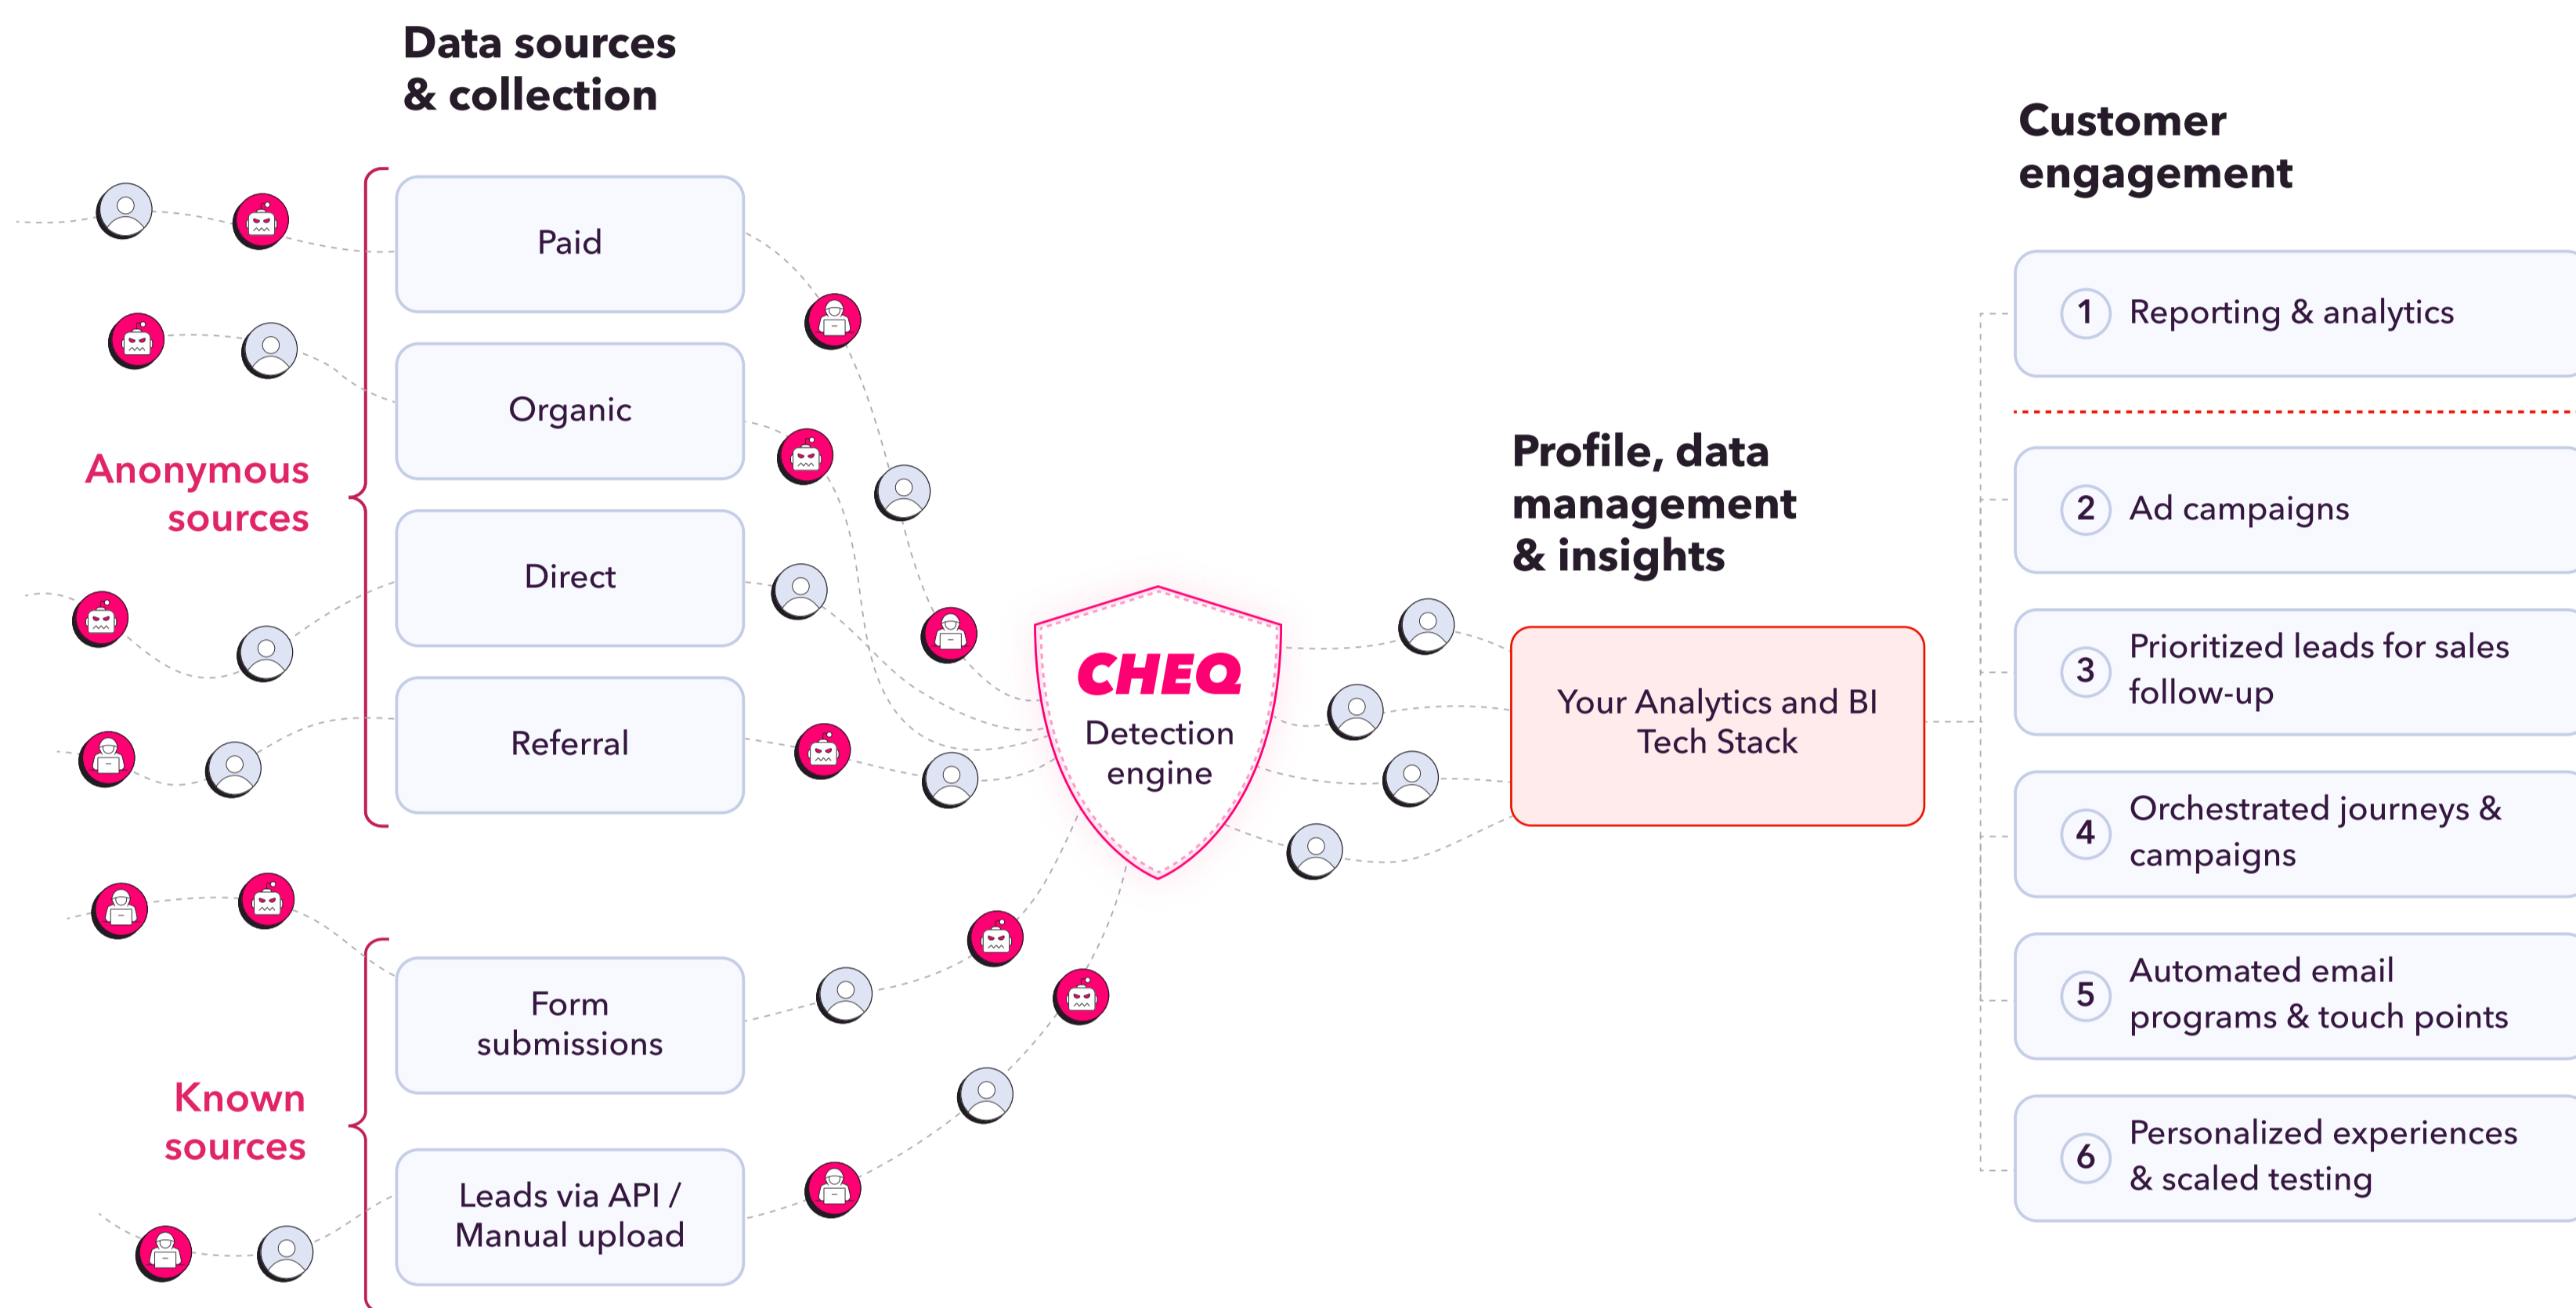 Data sources
& collection
Paid
Organic
Anonymous
sources
Direct
Referral
Form
submissions
Known
sources
Leads via API /
Manual upload
CHEQ
Detection
engine
Profile, data
management
& insights
Your Analytics and BI
Tech Stack
Customer
engagement
1 Reporting & analytics
2 Ad campaigns
3 Prioritized leads for sales
follow-up
4 Orchestrated journeys &
campaigns
5 Automated email
programs & touch points
6 Personalized experiences
& scaled testing